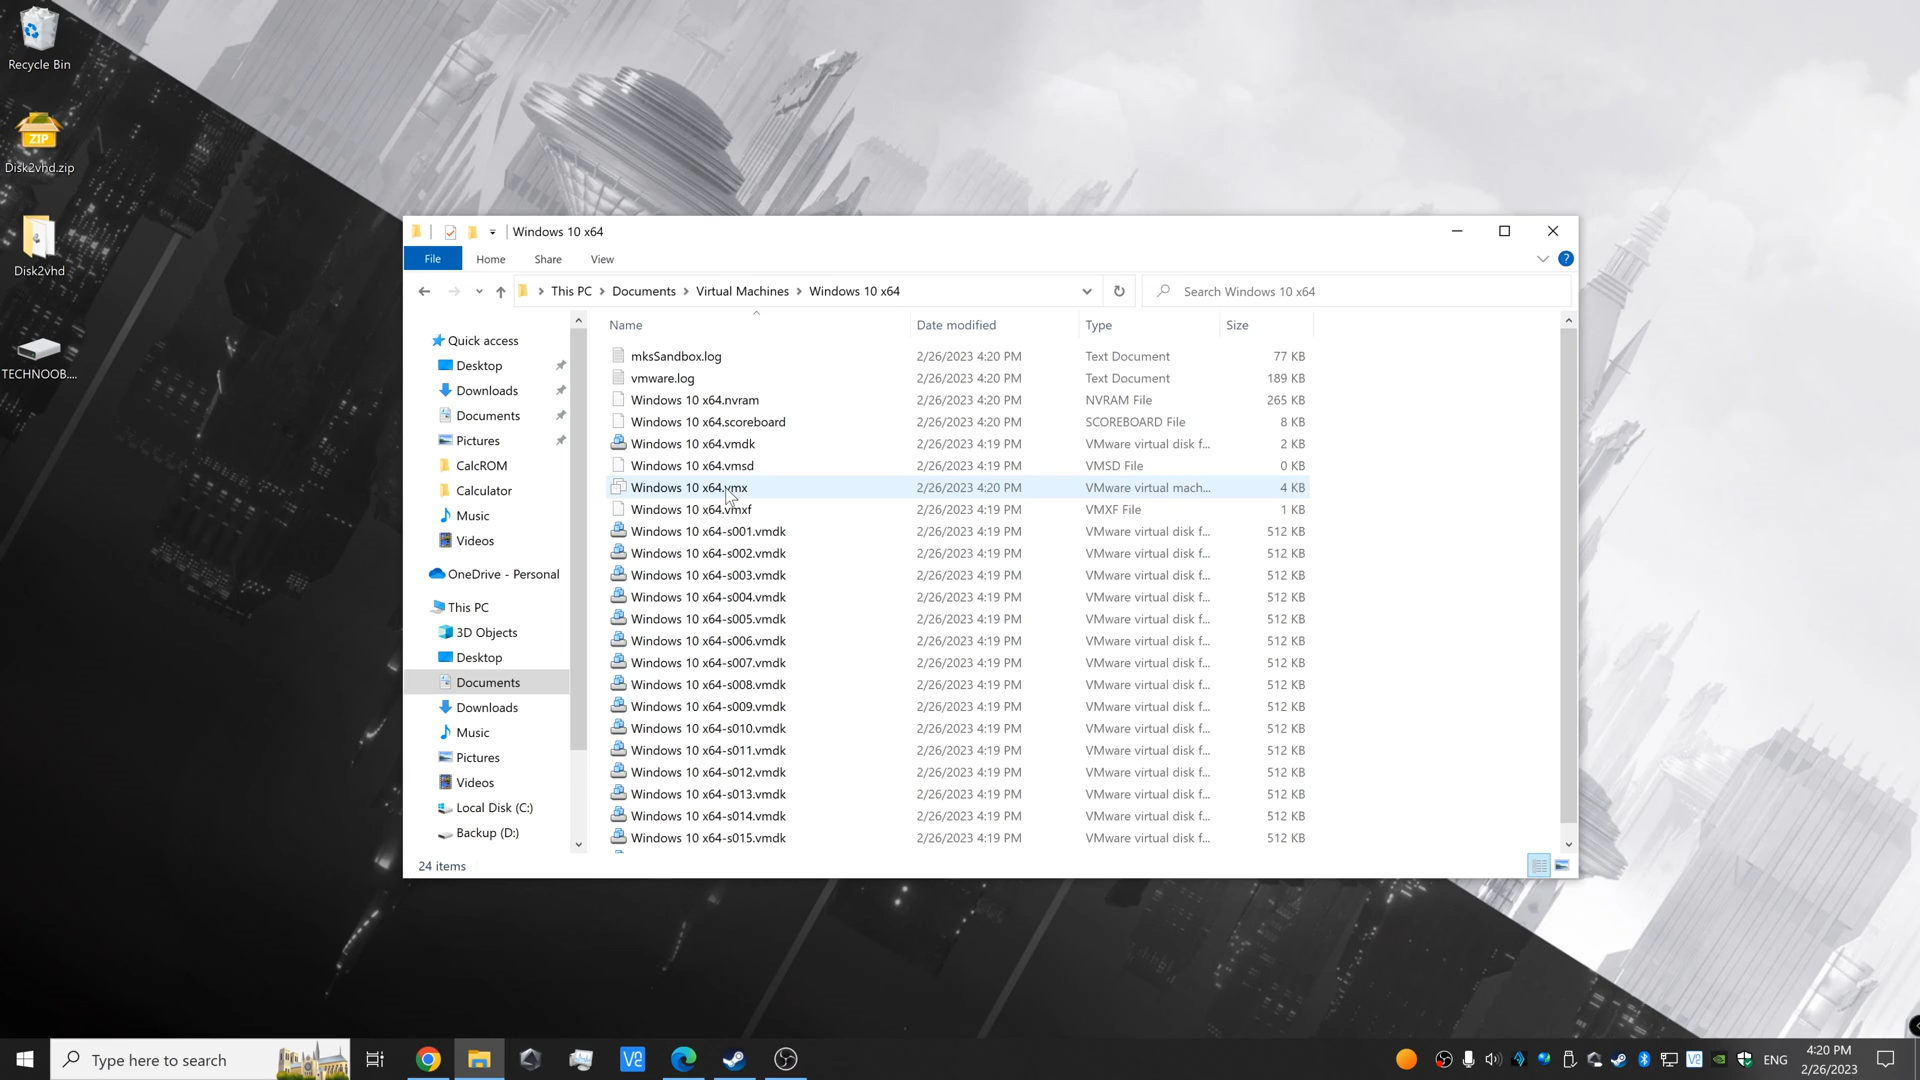 Recycle Bin
ZIP
Disk2vhd.zip
Disk2vhd
TECHNOOB....
Windows 10 x64
File Home Share View
This PC Documents Virtual Machines Windows 10 x64
Search Windows 10 x64
Quick access
Desktop
Downloads
Documents
Pictures
CalcROM
Calculator
Music
Videos
OneDrive - Personal
This PC
3D Objects
Desktop
Documents
Downloads
Music
Pictures
Videos
Local Disk (C:)
Backup (D:)
Name Date modified Type Size
mksSandbox.log 2/26/2023 4:20 PM Text Document 77 KB
vmware.log 2/26/2023 4:20 PM Text Document 189 KB
Windows 10 x64.nvram 2/26/2023 4:20 PM NVRAM File 265 KB
Windows 10 x64.scoreboard 2/26/2023 4:20 PM SCOREBOARD File 8 KB
Windows 10 x64.vmdk 2/26/2023 4:19 PM VMware virtual disk f... 2 KB
Windows 10 x64.vmsd 2/26/2023 4:19 PM VMSD File 0 KB
Windows 10 x64.vmx 2/26/2023 4:20 PM VMware virtual mach... 4 KB
Windows 10 x64.vmxf 2/26/2023 4:19 PM VMXF File 1 KB
Windows 10 x64-s001.vmdk 2/26/2023 4:19 PM VMware virtual disk f... 512 KB
Windows 10 x64-s002.vmdk 2/26/2023 4:19 PM VMware virtual disk f... 512 KB
Windows 10 x64-s003.vmdk 2/26/2023 4:19 PM VMware virtual disk f... 512 KB
Windows 10 x64-s004.vmdk 2/26/2023 4:19 PM VMware virtual disk f... 512 KB
Windows 10 x64-s005.vmdk 2/26/2023 4:19 PM VMware virtual disk f... 512 KB
Windows 10 x64-s006.vmdk 2/26/2023 4:19 PM VMware virtual disk f... 512 KB
Windows 10 x64-s007.vmdk 2/26/2023 4:19 PM VMware virtual disk f... 512 KB
Windows 10 x64-s008.vmdk 2/26/2023 4:19 PM VMware virtual disk f... 512 KB
Windows 10 x64-s009.vmdk 2/26/2023 4:19 PM VMware virtual disk f... 512 KB
Windows 10 x64-s010.vmdk 2/26/2023 4:19 PM VMware virtual disk f... 512 KB
Windows 10 x64-s011.vmdk 2/26/2023 4:19 PM VMware virtual disk f... 512 KB
Windows 10 x64-s012.vmdk 2/26/2023 4:19 PM VMware virtual disk f... 512 KB
Windows 10 x64-s013.vmdk 2/26/2023 4:19 PM VMware virtual disk f... 512 KB
Windows 10 x64-s014.vmdk 2/26/2023 4:19 PM VMware virtual disk f... 512 KB
Windows 10 x64-s015.vmdk 2/26/2023 4:19 PM VMware virtual disk f... 512 KB
24 items
Type here to search
ENG
4:20 PM
2/26/2023